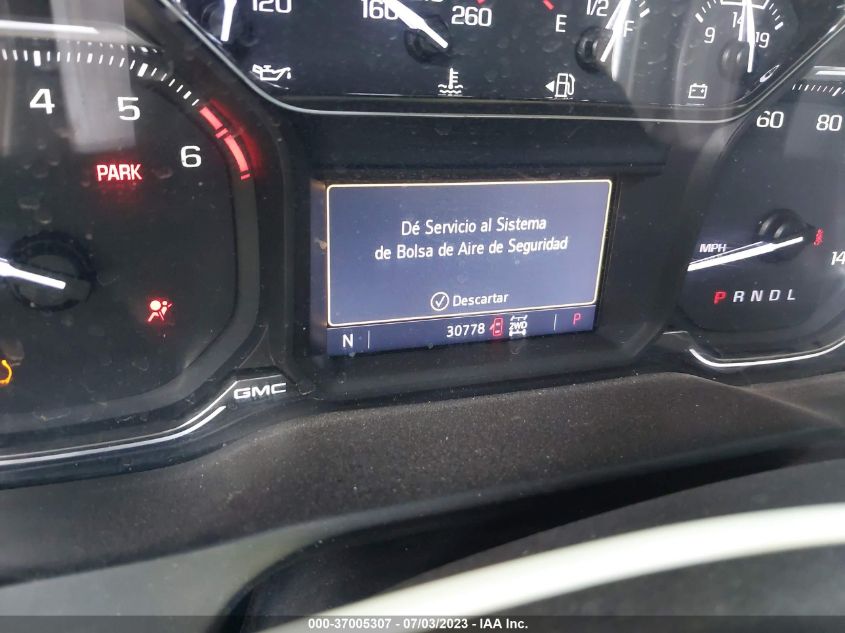 120
160
260
E
1/2
F
9
14
19
4
5
6
PARK
60
80
MPH
14
P R N D L
Dé Servicio al Sistema
de Bolsa de Aire de Seguridad
Descartar
N
30778
2WD
P
GMC
000-37005307 - 07/03/2023 - IAA Inc.